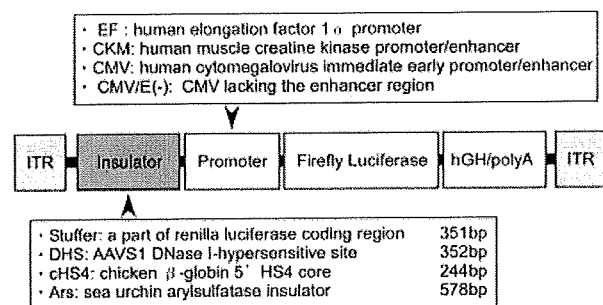 · EF : human elongation factor 1α promoter
· CKM: human muscle creatine kinase promoter/enhancer
· CMV: human cytomegalovirus immediate early promoter/enhancer
· CMV/E(-): CMV lacking the enhancer region
ITR Insulator Promoter Firefly Luciferase hGH/polyA ITR
· Stuffer: a part of renilla luciferase coding region 351bp
· DHS: AAVS1 DNase I-hypersensitive site 352bp
· cHS4: chicken β-globin 5' HS4 core 244bp
· Ars: sea urchin arylsulfatase insulator 578bp